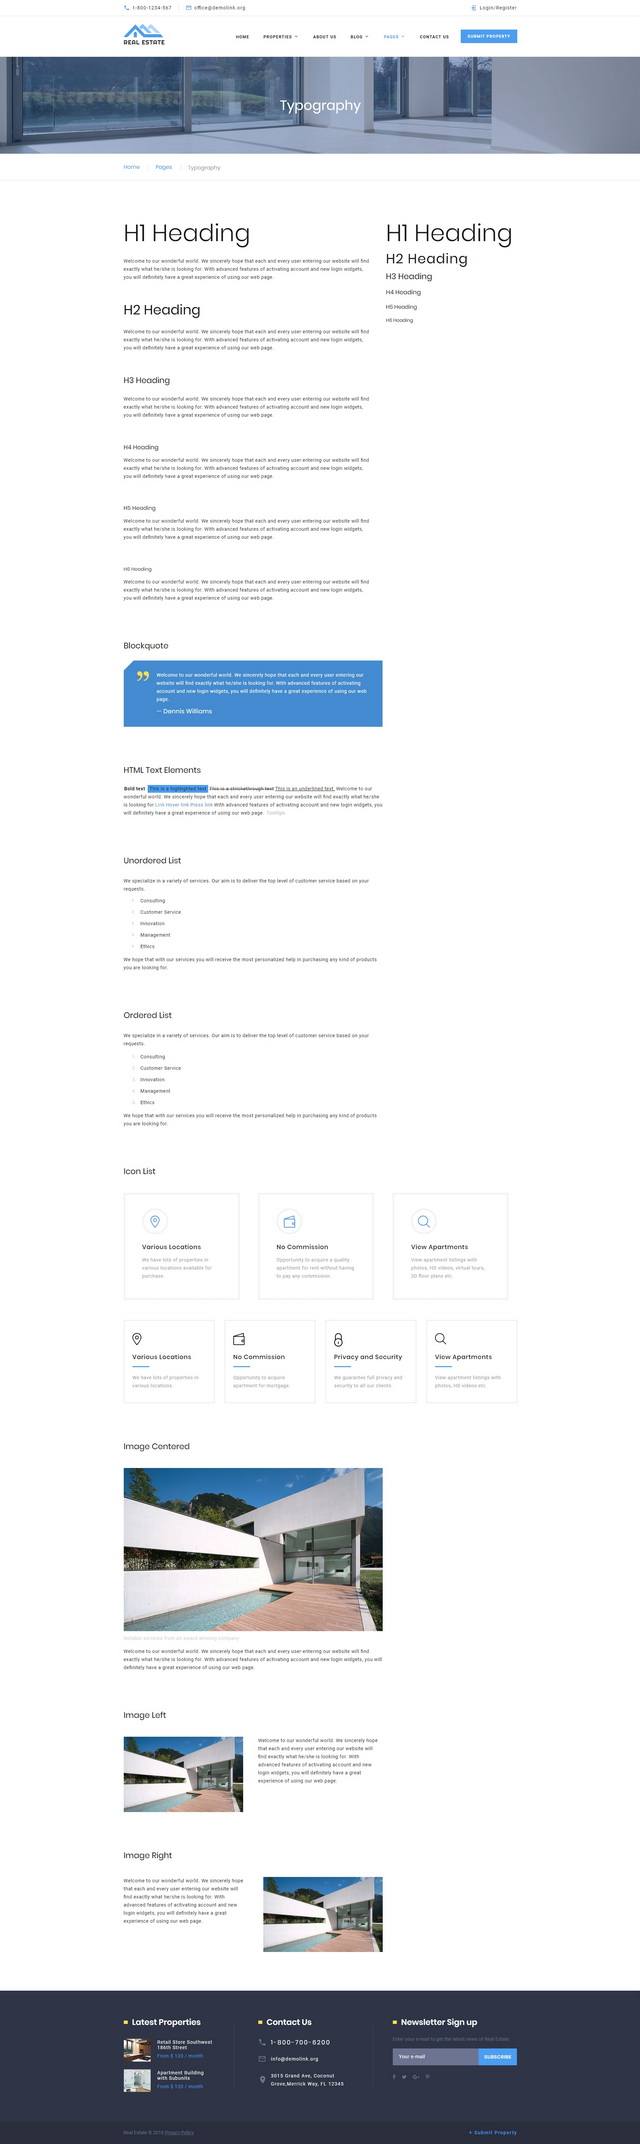 1-800-1234-567
office@demolink.org
Login/Register
REAL ESTATE
HOME
PROPERTIES
ABOUT US
BLOG
PAGES
CONTACT US
SUBMIT PROPERTY
Typography
Home
Pages
Typography
H1 Heading
Welcome to our wonderful world. We sincerely hope that each and every user entering our website will find
exactly what he/she is looking for. With advanced features of activating account and new login widgets,
you will definitely have a great experience of using our web page.
H2 Heading
Welcome to our wonderful world. We sincerely hope that each and every user entering our website will find
exactly what he/she is looking for. With advanced features of activating account and new login widgets,
you will definitely have a great experience of using our web page.
H3 Heading
Welcome to our wonderful world. We sincerely hope that each and every user entering our website will find
exactly what he/she is looking for. With advanced features of activating account and new login widgets,
you will definitely have a great experience of using our web page.
H4 Heading
Welcome to our wonderful world. We sincerely hope that each and every user entering our website will find
exactly what he/she is looking for. With advanced features of activating account and new login widgets,
you will definitely have a great experience of using our web page.
H5 Heading
Welcome to our wonderful world. We sincerely hope that each and every user entering our website will find
exactly what he/she is looking for. With advanced features of activating account and new login widgets,
you will definitely have a great experience of using our web page.
H6 Heading
Welcome to our wonderful world. We sincerely hope that each and every user entering our website will find
exactly what he/she is looking for. With advanced features of activating account and new login widgets,
you will definitely have a great experience of using our web page.
H1 Heading
H2 Heading
H3 Heading
H4 Heading
H5 Heading
H6 Heading
Blockquote
Welcome to our wonderful world. We sincerely hope that each and every user entering our
website will find exactly what he/she is looking for. With advanced features of activating
account and new login widgets, you will definitely have a great experience of using our web
page.
— Dennis Williams
HTML Text Elements
Bold text This is a highlighted text This is a strickethrough text This is an underlined text. Welcome to our
wonderful world. We sincerely hope that each and every user entering our website will find exactly what he/she
is looking for Link Hover link Press link With advanced features of activating account and new login widgets, you
will definitely have a great experience of using our web page. Tooltips
Unordered List
We specialize in a variety of services. Our aim is to deliver the top level of customer service based on your
requests.
Consulting
Customer Service
Innovation
Management
Ethics
We hope that with our services you will receive the most personalized help in purchasing any kind of products
you are looking for.
Ordered List
We specialize in a variety of services. Our aim is to deliver the top level of customer service based on your
requests.
Consulting
Customer Service
Innovation
Management
Ethics
We hope that with our services you will receive the most personalized help in purchasing any kind of products
you are looking for.
Icon List
Various Locations
We have lots of properties in
various locations available for
purchase.
No Commission
Opportunity to acquire a quality
apartment for rent without having
to pay any commission.
View Apartments
View apartment listings with
photos, HD videos, virtual tours,
3D floor plans etc.
Various Locations
We have lots of properties in
various locations.
No Commission
Opportunity to acquire
apartment for mortgage.
Privacy and Security
We guarantee full privacy and
security to all our clients.
View Apartments
View apartment listings with
photos, HD videos etc.
Image Centered
Notable services from an award winning company
Welcome to our wonderful world. We sincerely hope that each and every user entering our website will find
exactly what he/she is looking for. With advanced features of activating account and new login widgets, you will
definitely have a great experience of using our web page.
Image Left
Welcome to our wonderful world. We sincerely hope
that each and every user entering our website will
find exactly what he/she is looking for. With
advanced features of activating account and new
login widgets, you will definitely have a great
experience of using our web page.
Image Right
Welcome to our wonderful world. We sincerely hope
that each and every user entering our website will
find exactly what he/she is looking for. With
advanced features of activating account and new
login widgets, you will definitely have a great
experience of using our web page.
Latest Properties
Retail Store Southwest
186th Street
From $ 120 / month
Apartment Building
with Subunits
From $ 120 / month
Contact Us
1-800-700-6200
info@demolink.org
3015 Grand Ave, Coconut
Grove,Merrick Way, FL 12345
Newsletter Sign up
Enter your e-mail to get the latest news of Real Estate.
Your e-mail
SUBSCRIBE
Real Estate © 2016 Privacy Policy
+ Submit Property